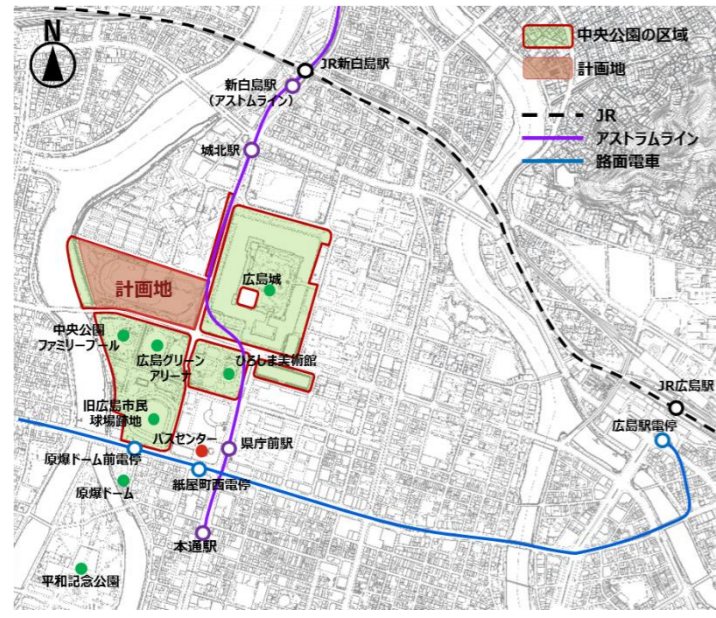 N
中央公園の区域
計画地
JR
アストラムライン
路面電車
JR新白島駅
新白島駅
(アストムライン)
城北駅
計画地
広島城
中央公園
ファミリープール
広島グリーン
アリーナ
ひろしま美術館
旧広島市民
球場跡地
バスセンター
県庁前駅
原爆ドーム前電停
紙屋町西電停
原爆ドーム
本通駅
平和記念公園
JR広島駅
広島駅電停